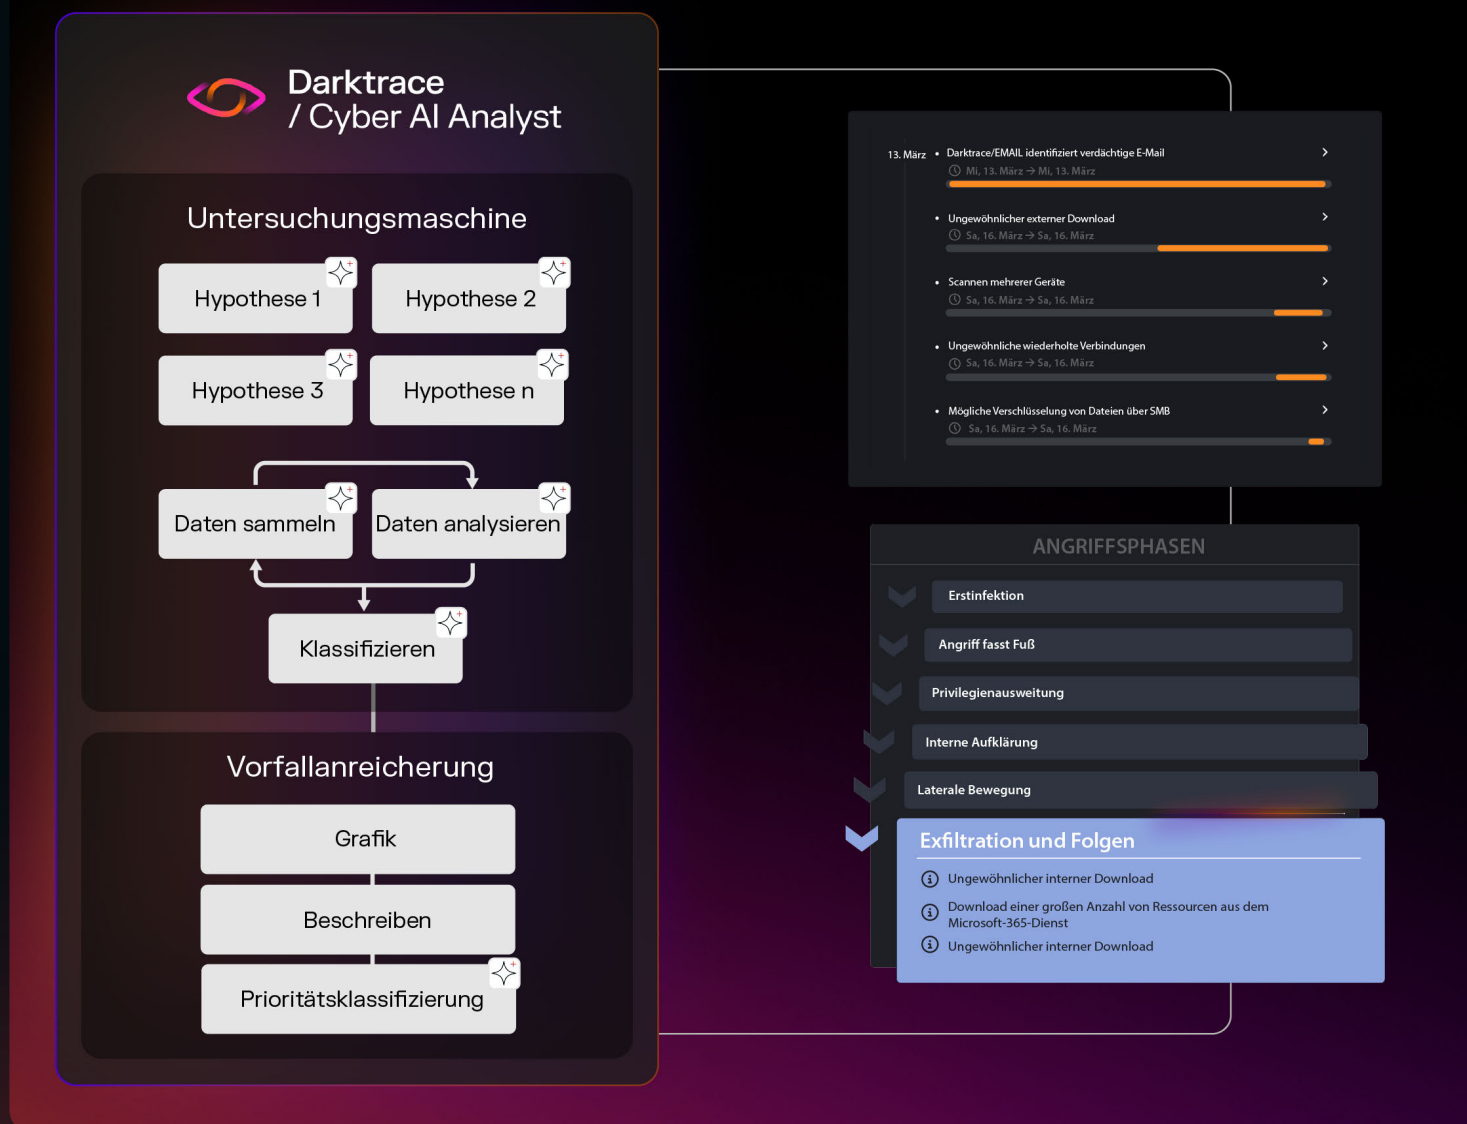 Darktrace
/ Cyber AI Analyst
Untersuchungsmaschine
Hypothese 1
Hypothese 2
Hypothese 3
Hypothese n
Daten sammeln
Daten analysieren
Klassifizieren
Vorfallanreicherung
Grafik
Beschreiben
Prioritätsklassifizierung
13. März
• Darktrace/EMAIL identifiziert verdächtige E-Mail
Mi, 13. März → Mi, 13. März
• Ungewöhnlicher externer Download
Sa, 16. März → Sa, 16. März
• Scannen mehrerer Geräte
Sa, 16. März → Sa, 16. März
• Ungewöhnliche wiederholte Verbindungen
Sa, 16. März → Sa, 16. März
• Mögliche Verschlüsselung von Dateien über SMB
Sa, 16. März → Sa, 16. März
ANGRIFFSPHASEN
Erstinfektion
Angriff fasst Fuß
Privilegienausweitung
Interne Aufklärung
Laterale Bewegung
Exfiltration und Folgen
Ungewöhnlicher interner Download
Download einer großen Anzahl von Ressourcen aus dem
Microsoft-365-Dienst
Ungewöhnlicher interner Download